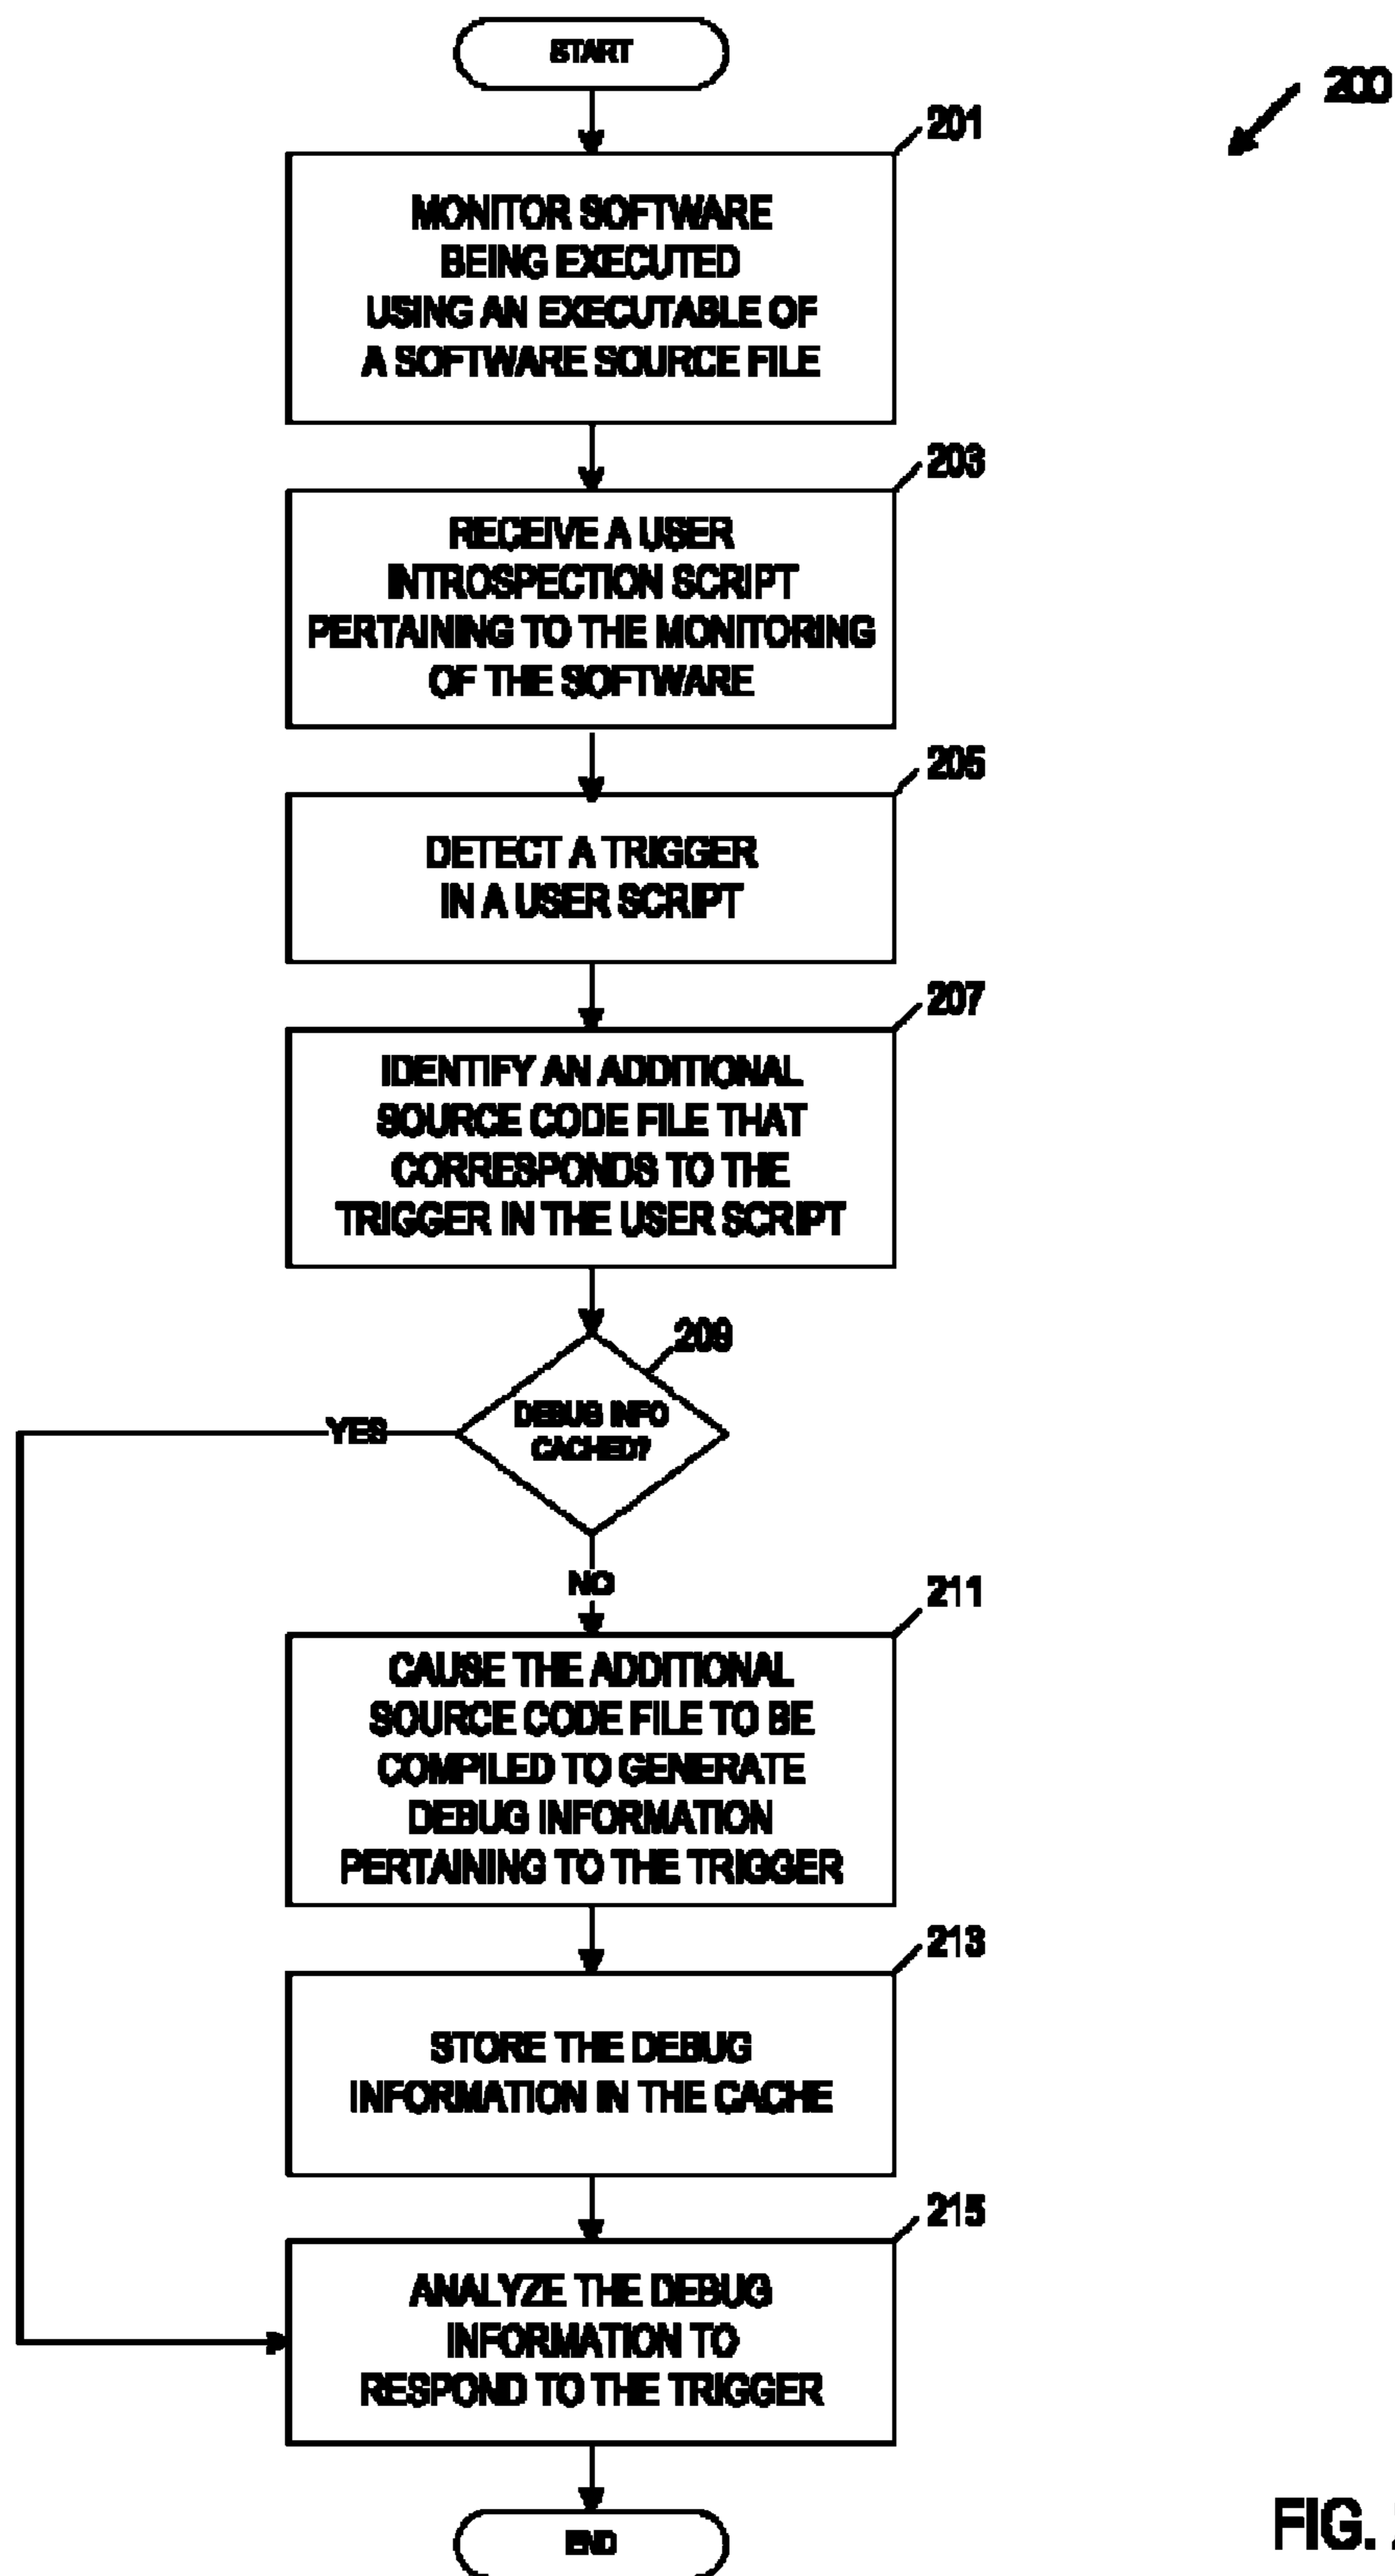 START
200
201
MONITOR SOFTWARE
BEING EXECUTED
USING AN EXECUTABLE OF
A SOFTWARE SOURCE FILE
203
RECEIVE A USER
INTROSPECTION SCRIPT
PERTAINING TO THE MONITORING
OF THE SOFTWARE
205
DETECT A TRIGGER
IN A USER SCRIPT
207
IDENTIFY AN ADDITIONAL
SOURCE CODE FILE THAT
CORRESPONDS TO THE
TRIGGER IN THE USER SCRIPT
209
DEBUG INFO
CACHED?
YES
NO
211
CAUSE THE ADDITIONAL
SOURCE CODE FILE TO BE
COMPILED TO GENERATE
DEBUG INFORMATION
PERTAINING TO THE TRIGGER
213
STORE THE DEBUG
INFORMATION IN THE CACHE
215
ANALYZE THE DEBUG
INFORMATION TO
RESPOND TO THE TRIGGER
END
FIG.